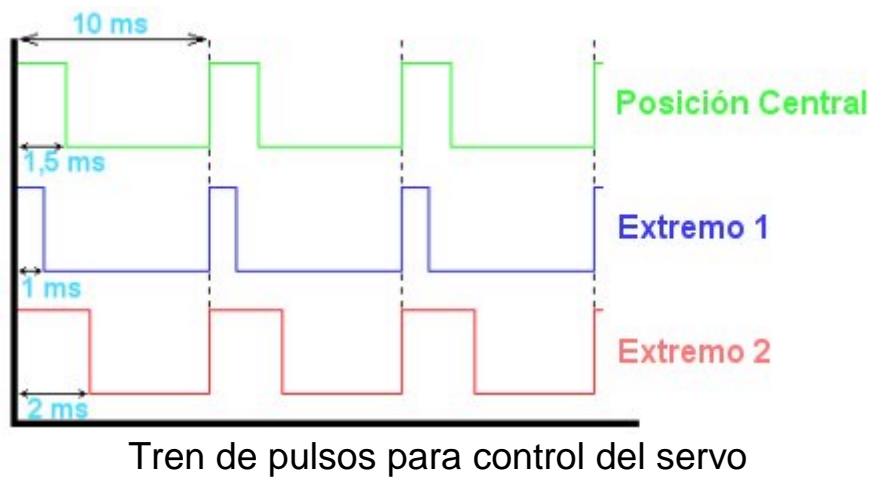 10 ms
Posición Central
1,5 ms
Extremo 1
1 ms
Extremo 2
2 ms
Tren de pulsos para control del servo